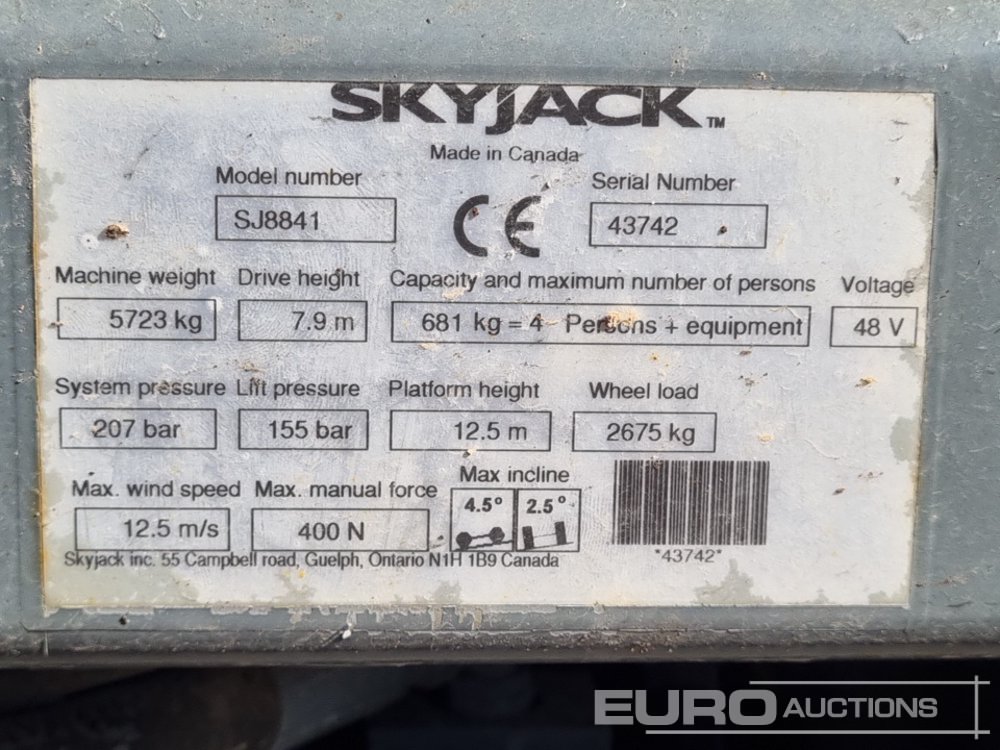 SKYJACK™
Made in Canada
Model number Serial Number
SJ8841 CE 43742
Machine weight Drive height Capacity and maximum number of persons Voltage
5723 kg 7.9 m 681 kg = 4 Persons + equipment 48 V
System pressure Lift pressure Platform height Wheel load
207 bar 155 bar 12.5 m 2675 kg
Max. wind speed Max. manual force Max incline
12.5 m/s 400 N 4.5° 2.5°
Skyjack inc. 55 Campbell road, Guelph, Ontario N1H 1B9 Canada
*43742*
EURO AUCTIONS